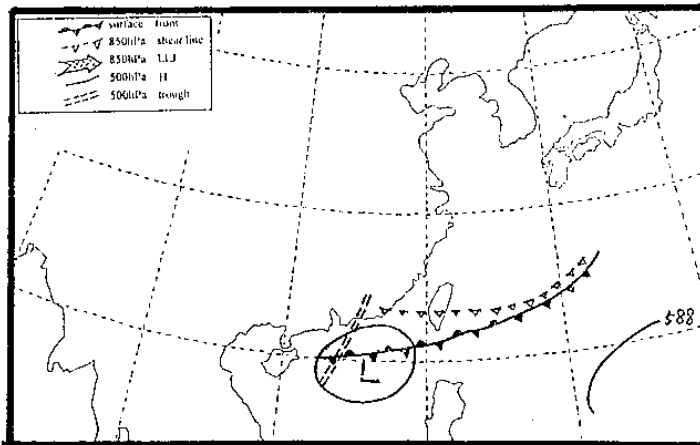 surface front
850hPa shear line
850hPa LLJ
500hPa H
500hPa trough
588
L